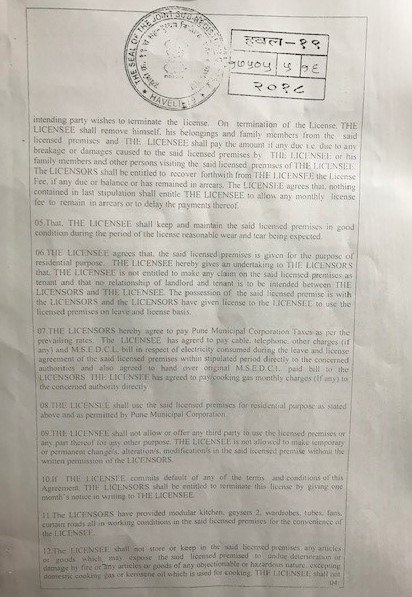 THE SEAL OF THE JOINT SUB-REGISTRAR
HAVELI
हवल-१९
५ १६
२०१८
intending party wishes to terminate the license. On termination of the License, THE
LICENSEE shall remove himself, his belongings and family members from the said
licensed premises and THE LICENSEE shall pay the amount if any due i.e. due to any
breakage or damages caused to the said licensed premises by THE LICENSEE or his
family members and other persons visiting the said licensed premises of THE LICENSEE.
The LICENSORS shall be entitled to recover forthwith from THE LICENSEE the License
Fee, if any due or balance or has remained in arrears. The LICENSEE agrees that, nothing
contained in fast stipulation shall entitle THE LICENSEE to allow any monthly license
fee to remain in arrears or to delay the payments thereof.
05.That, THE LICENSEE shall keep and maintain the said licensed premises in good
condition during the period of the license reasonable wear and tear being expected.
06.THE LICENSEE agrees that, the said licensed premises is given for the purpose of
residential purpose. THE LICENSEE hereby gives an undertaking to THE LICENSORS
that, THE LICENSEE is not entitled to make any claim on the said licensed premises as
tenant and that no relationship of landlord and tenant is to be intended between THE
LICENSORS and THE LICENSEE. The possession of the said licensed premise is with
the LICENSORS and the LICENSORS have given license to the LICENSEE to use the
licensed premises on leave and license basis.
07.THE LICENSORS hereby agree to pay Pune Municipal Corporation Taxes as per the
prevailing rates. The LICENSEE has agreed to pay cable, telephone, other charges (if
any) and M.S.E.D.C.L. bill in respect of electricity consumed during the leave and license
agreement of the said licensed premises within stipulated period directly in the concerned
authorities and also agreed to hand over original M.S.E.D.C.L. paid bill to the
LICENSORS. THE LICENSEE has agreed to pay cooking gas monthly charges (If any) in
the concerned authority directly
08.THE LICENSEE shall use the said licensed premises for residential purpose as stated
above and as permitted by Pune Municipal Corporation.
09.THE LICENSEE shall not allow or offer any third party to use the licensed premises or
any part thereof for any other purpose. THE LICENSEE is not allowed to make temporary
or permanent change/s, alteration/s, modification/s in the said licensed premise without the
written permission of the LICENSORS.
10.If THE LICENSEE commits default of any of the terms and conditions of this
Agreement, THE LICENSORS shall be entitled to terminate this license by giving one
month's notice in writing to THE LICENSEE.
11.The LICENSORS have provided modular kitchen, geysers 2, wardrobes, tubes, fans,
curtain roads all in working conditions in the said licensed premises for the convenience of
the LICENSEE.
12.The LICENSEE shall not store or keep in the said licensed premises any articles
or goods which may expose the said licensed premised to undue deterioration or
damage by fire or any articles or goods of any objectionable or hazardous nature, excepting
domestic cooking gas or kerosene oil which is used for cooking. THE LICENSEE shall not
04